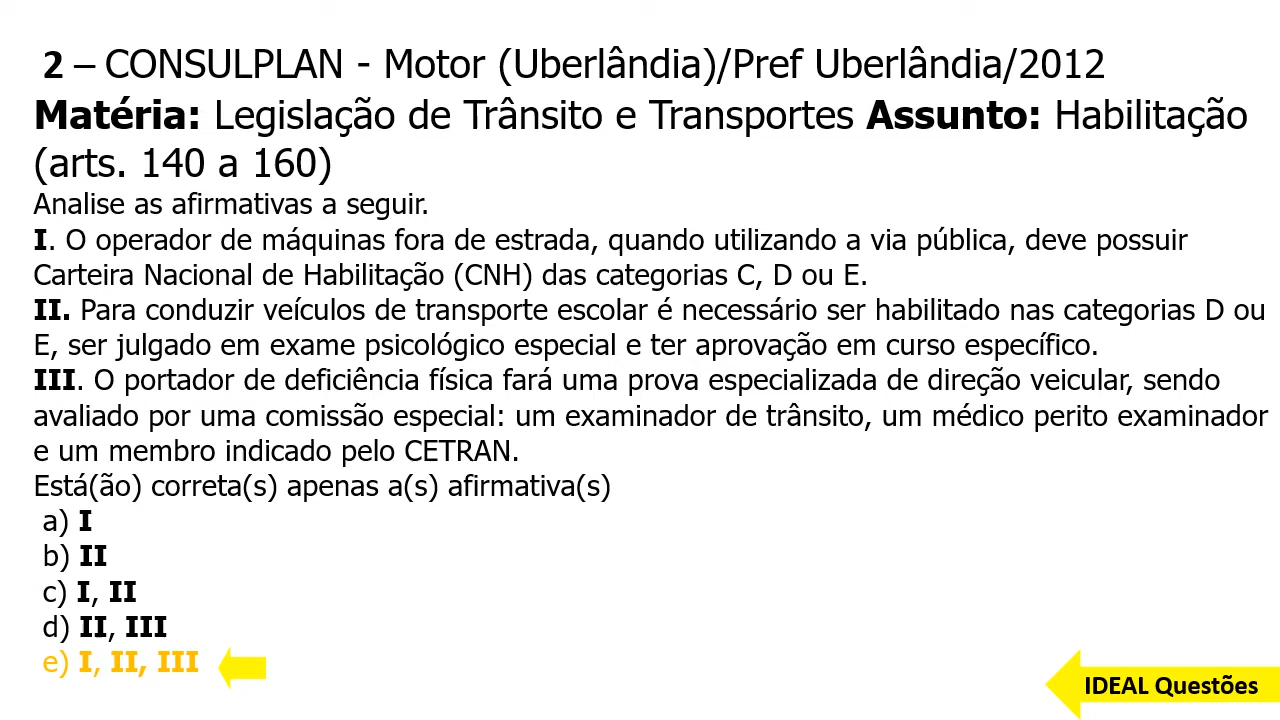 2 – CONSULPLAN - Motor (Uberlândia)/Pref Uberlândia/2012
Matéria: Legislação de Trânsito e Transportes Assunto: Habilitação
(arts. 140 a 160)
Analise as afirmativas a seguir.
I. O operador de máquinas fora de estrada, quando utilizando a via pública, deve possuir
Carteira Nacional de Habilitação (CNH) das categorias C, D ou E.
II. Para conduzir veículos de transporte escolar é necessário ser habilitado nas categorias D ou
E, ser julgado em exame psicológico especial e ter aprovação em curso específico.
III. O portador de deficiência física fará uma prova especializada de direção veicular, sendo
avaliado por uma comissão especial: um examinador de trânsito, um médico perito examinador
e um membro indicado pelo CETRAN.
Está(ão) correta(s) apenas a(s) afirmativa(s)
a) I
b) II
c) I, II
d) II, III
e) I, II, III
IDEAL Questões